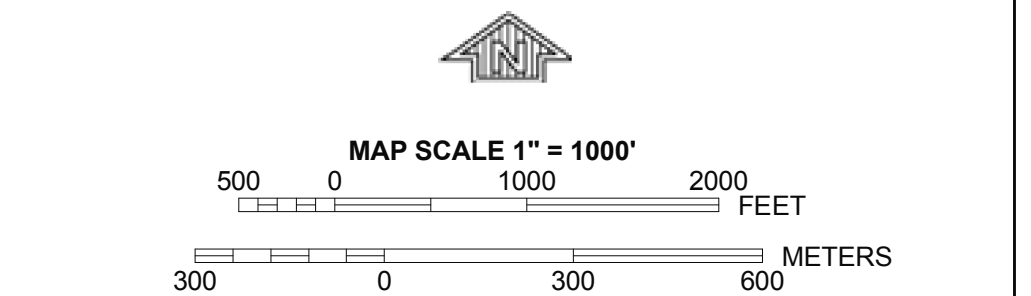 N
MAP SCALE 1" = 1000'
500 0 1000 2000
FEET
METERS
300 0 300 600